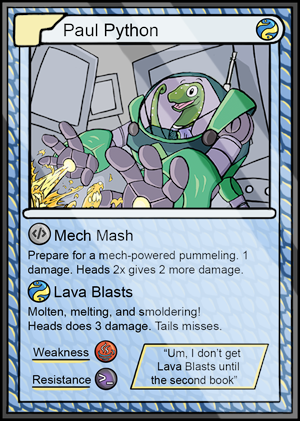 Paul Python
</> Mech Mash
Prepare for a mech-powered pummeling. 1
damage. Heads 2x gives 2 more damage.
Lava Blasts
Molten, melting, and smoldering!
Heads does 3 damage. Tails misses.
Weakness
“Um, I don’t get
Lava Blasts until
the second book”
Resistance >_